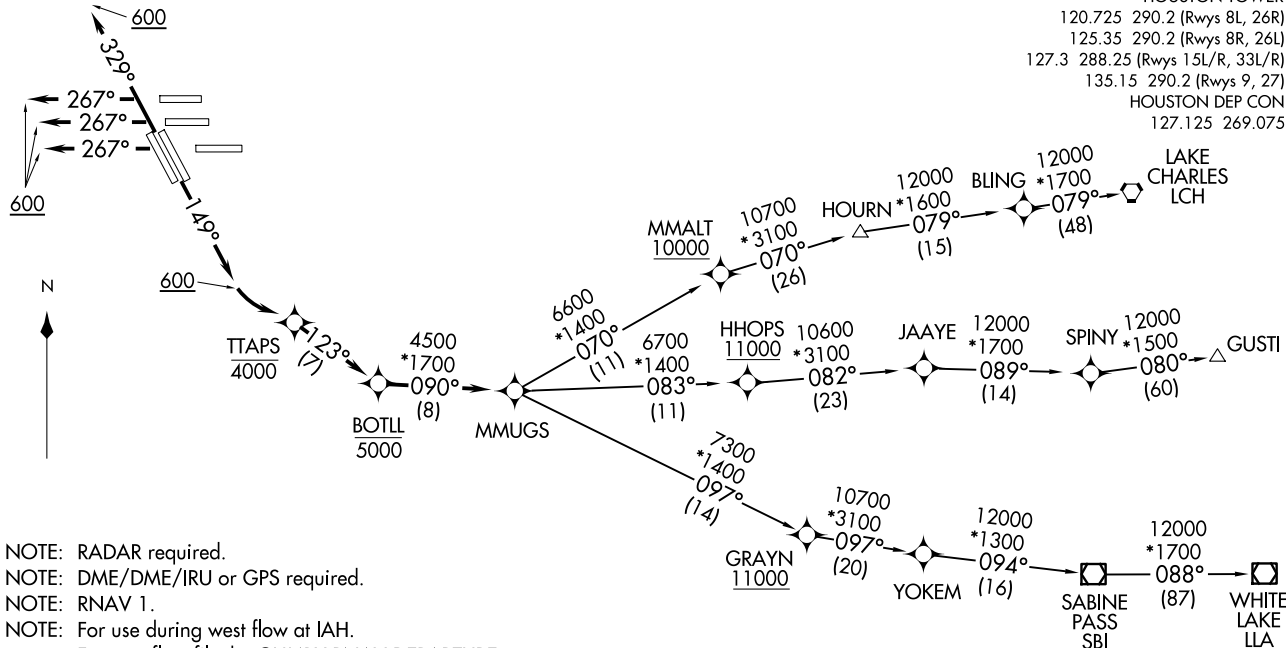 HOUSTON TOWER
120.725 290.2 (Rwys 8L, 26R)
125.35 290.2 (Rwys 8R, 26L)
127.3 288.25 (Rwys 15L/R, 33L/R)
135.15 290.2 (Rwys 9, 27)
HOUSTON DEP CON
127.125 269.075
600
329°
267°
267°
267°
600
149°
600
N
TTAPS
4000
123°
(7)
BOTLL
5000
4500
*1700
090°
(8)
MMUGS
6600
*1400
070°
(11)
MMALT
10000
10700
*3100
070°
(26)
HOURN
12000
*1600
079°
(15)
BLING
12000
*1700
079°
(48)
LAKE
CHARLES
LCH
6700
*1400
083°
(11)
HHOPS
11000
10600
*3100
082°
(23)
JAAYE
12000
*1700
089°
(14)
SPINY
12000
*1500
080°
(60)
GUSTI
7300
*1400
097°
(14)
GRAYN
11000
10700
*3100
097°
(20)
YOKEM
12000
*1300
094°
(16)
SABINE
PASS
SBI
12000
*1700
088°
(87)
WHITE
LAKE
LLA
NOTE: RADAR required.
NOTE: DME/DME/IRU or GPS required.
NOTE: RNAV 1.
NOTE: For use during west flow at IAH.